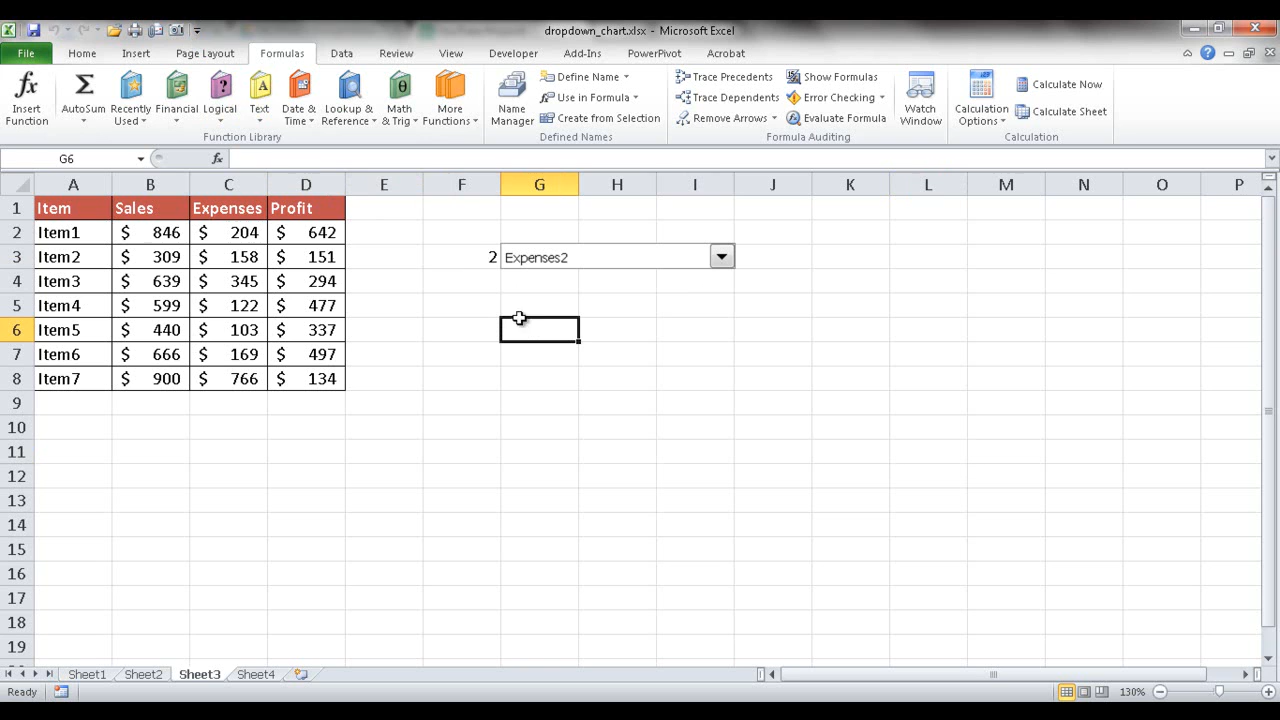 dropdown_chart.xlsx - Microsoft Excel
File Home Insert Page Layout Formulas Data Review View Developer Add-Ins PowerPivot Acrobat
Insert Function
AutoSum
Recently Used
Financial
Logical
Text
Date & Time
Lookup & Reference
Math & Trig
More Functions
Function Library
Name Manager
Define Name
Use in Formula
Create from Selection
Defined Names
Trace Precedents
Trace Dependents
Remove Arrows
Show Formulas
Error Checking
Evaluate Formula
Watch Window
Formula Auditing
Calculation Options
Calculate Now
Calculate Sheet
Calculation
G6 fx
A B C D E F G H I J K L M N O P
1 Item Sales Expenses Profit
2 Item1 $ 846 $ 204 $ 642
3 Item2 $ 309 $ 158 $ 151 2 Expenses2
4 Item3 $ 639 $ 345 $ 294
5 Item4 $ 599 $ 122 $ 477
6 Item5 $ 440 $ 103 $ 337
7 Item6 $ 666 $ 169 $ 497
8 Item7 $ 900 $ 766 $ 134
9
10
11
12
13
14
15
16
17
18
19
Sheet1 Sheet2 Sheet3 Sheet4
Ready 130%